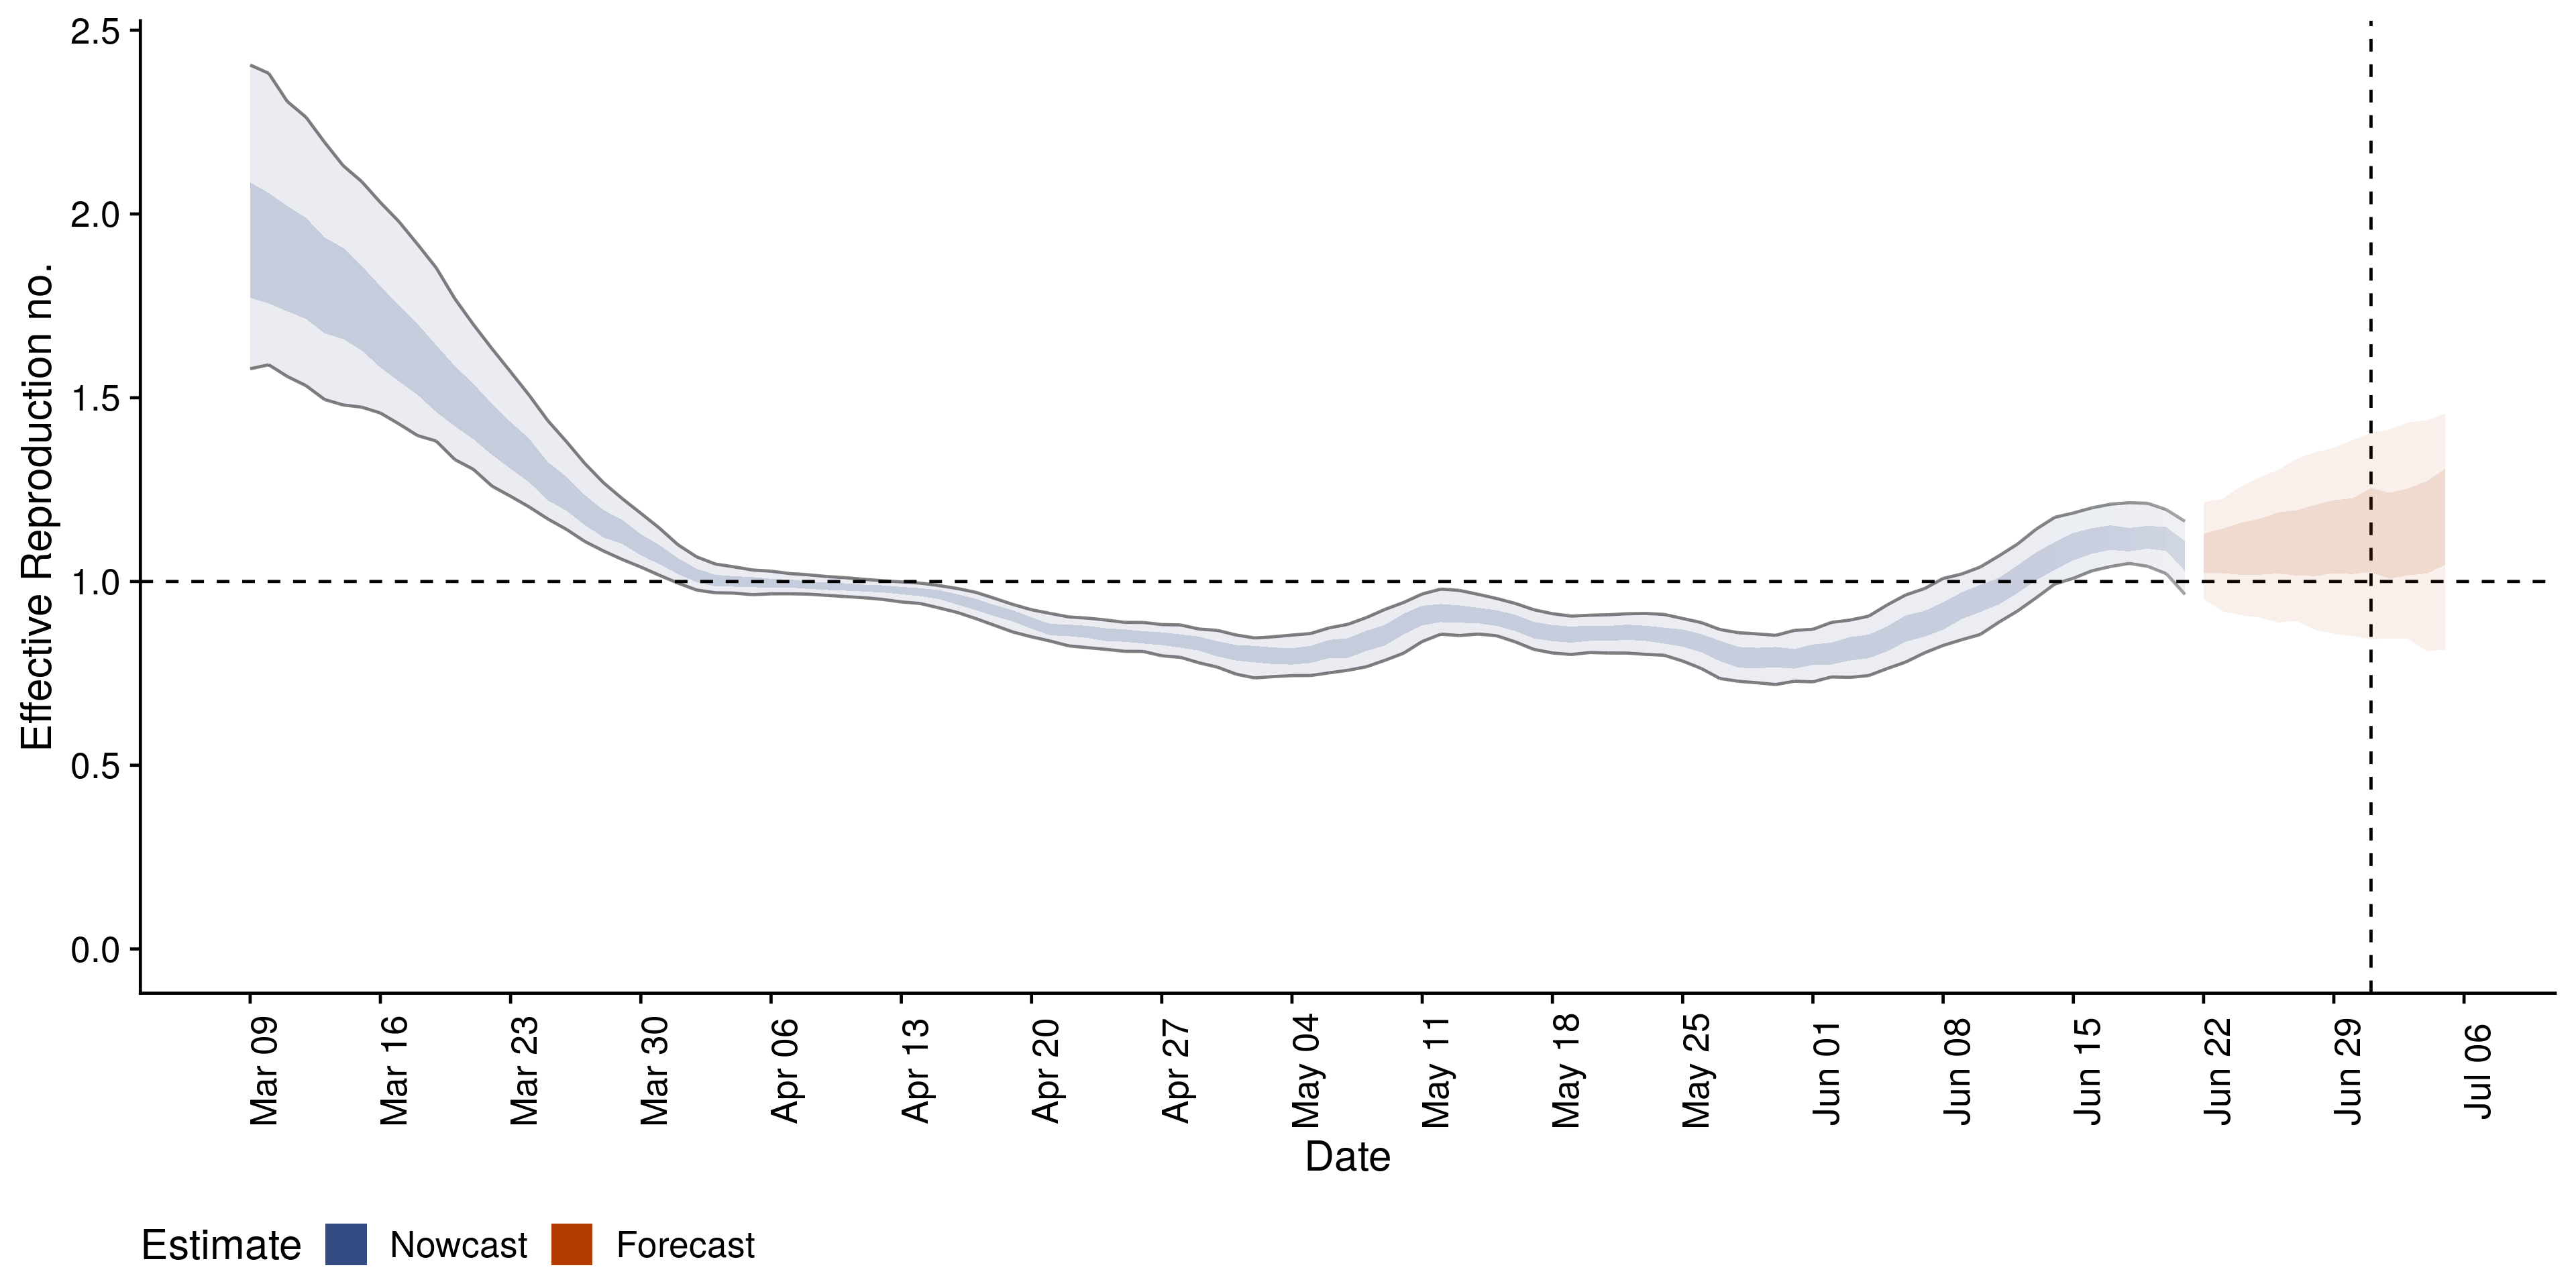 Effective Reproduction no.
2.5
2.0
1.5
1.0
0.5
0.0
Mar 09
Mar 16
Mar 23
Mar 30
Apr 06
Apr 13
Apr 20
Apr 27
May 04
May 11
May 18
May 25
Jun 01
Jun 08
Jun 15
Jun 22
Jun 29
Jul 06
Date
Estimate Nowcast Forecast